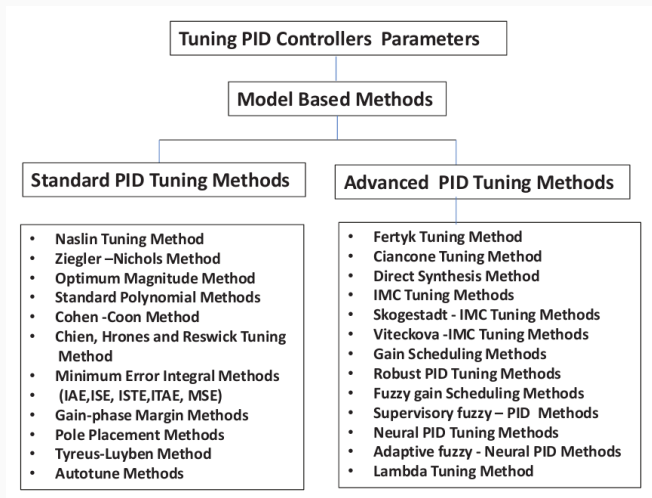 Tuning PID Controllers Parameters
Model Based Methods
Standard PID Tuning Methods
Advanced PID Tuning Methods
• Naslin Tuning Method
• Ziegler –Nichols Method
• Optimum Magnitude Method
• Standard Polynomial Methods
• Cohen -Coon Method
• Chien, Hrones and Reswick Tuning
Method
• Minimum Error Integral Methods
• (IAE,ISE, ISTE,ITAE, MSE)
• Gain-phase Margin Methods
• Pole Placement Methods
• Tyreus-Luyben Method
• Autotune Methods
• Fertyk Tuning Method
• Ciancone Tuning Method
• Direct Synthesis Method
• IMC Tuning Methods
• Skogestadt - IMC Tuning Methods
• Viteckova -IMC Tuning Methods
• Gain Scheduling Methods
• Robust PID Tuning Methods
• Fuzzy gain Scheduling Methods
• Supervisory fuzzy – PID Methods
• Neural PID Tuning Methods
• Adaptive fuzzy - Neural PID Methods
• Lambda Tuning Method